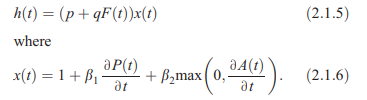 h(t) = (p + qF(t))x(t) (2.1.5)
where
x(t) = 1 + β₁ ∂P(t)/∂t + β₂max(0, ∂A(t)/∂t). (2.1.6)